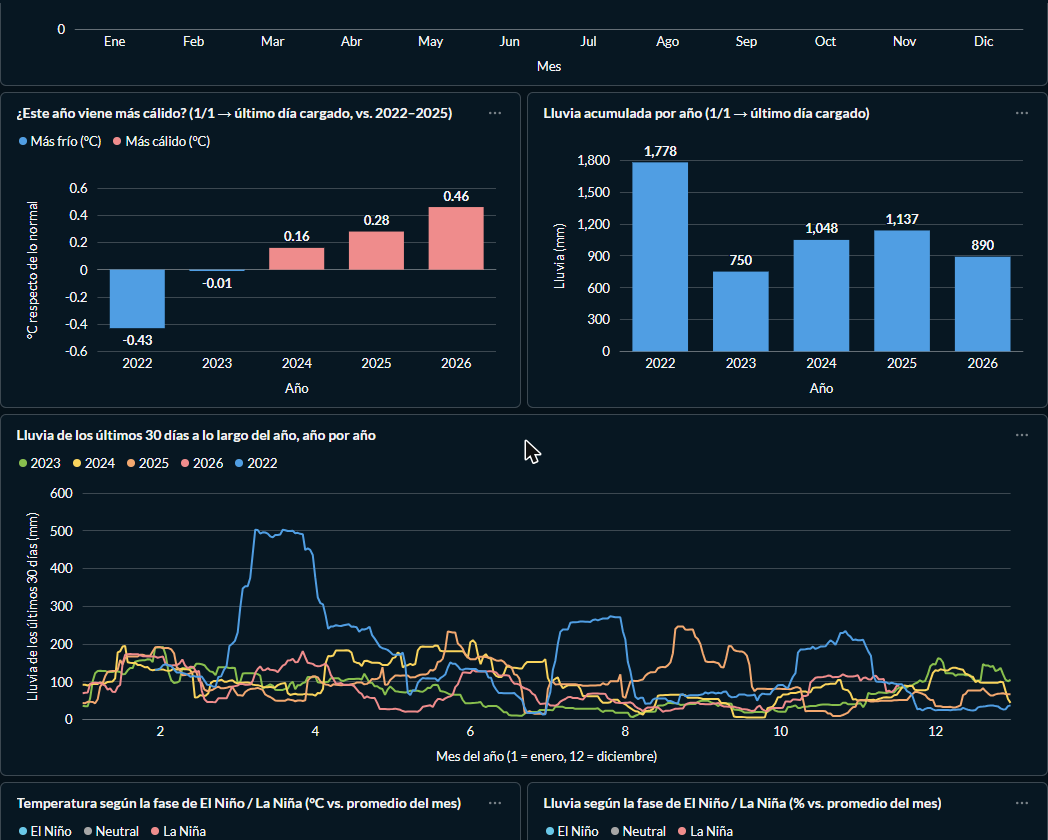 0
Ene Feb Mar Abr May Jun Jul Ago Sep Oct Nov Dic
Mes
¿Este año viene más cálido? (1/1 → último día cargado, vs. 2022–2025)
Más frío (°C) Más cálido (°C)
°C respecto de lo normal
0.6
0.4
0.2
0
-0.2
-0.4
-0.6
-0.43
-0.01
0.16
0.28
0.46
2022 2023 2024 2025 2026
Año
Lluvia acumulada por año (1/1 → último día cargado)
Lluvia (mm)
1,800
1,500
1,200
900
600
300
0
1,778
750
1,048
1,137
890
2022 2023 2024 2025 2026
Año
Lluvia de los últimos 30 días a lo largo del año, año por año
2023 2024 2025 2026 2022
Lluvia de los últimos 30 días (mm)
600
500
400
300
200
100
0
2 4 6 8 10 12
Mes del año (1 = enero, 12 = diciembre)
Temperatura según la fase de El Niño / La Niña (°C vs. promedio del mes)
El Niño Neutral La Niña
Lluvia según la fase de El Niño / La Niña (% vs. promedio del mes)
El Niño Neutral La Niña